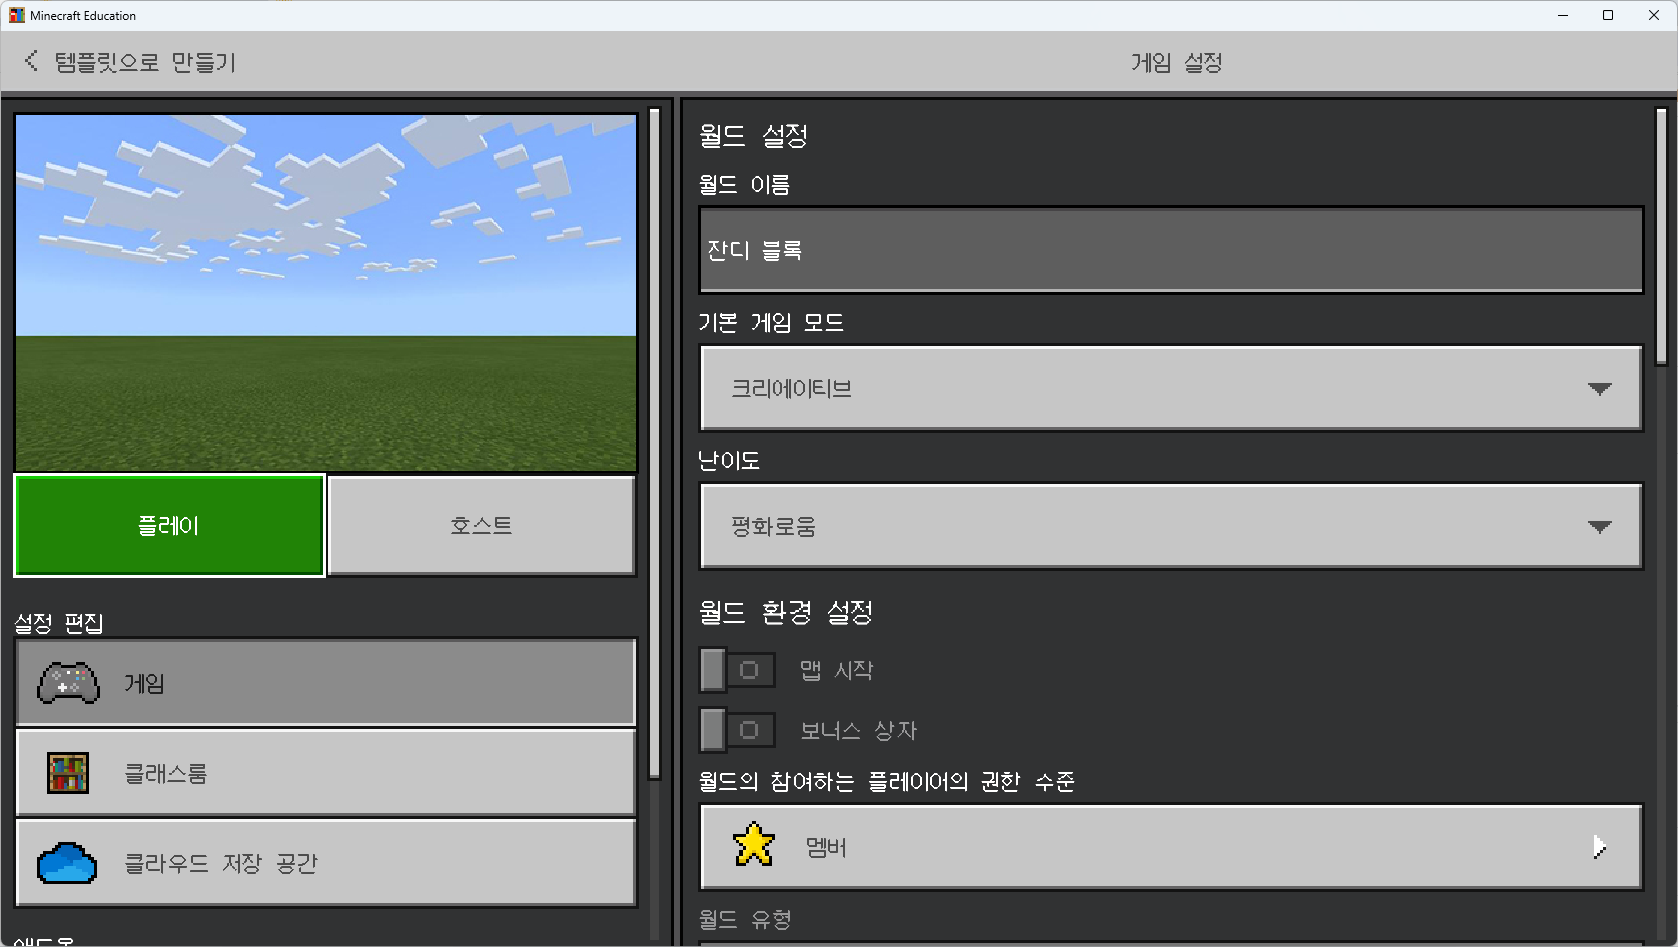 Minecraft Education
템플릿으로 만들기
게임 설정
플레이
호스트
설정 편집
게임
클래스룸
클라우드 저장 공간
월드 설정
월드 이름
잔디 블록
기본 게임 모드
크리에이티브
난이도
평화로움
월드 환경 설정
맵 시작
보너스 상자
월드의 참여하는 플레이어의 권한 수준
멤버
월드 유형